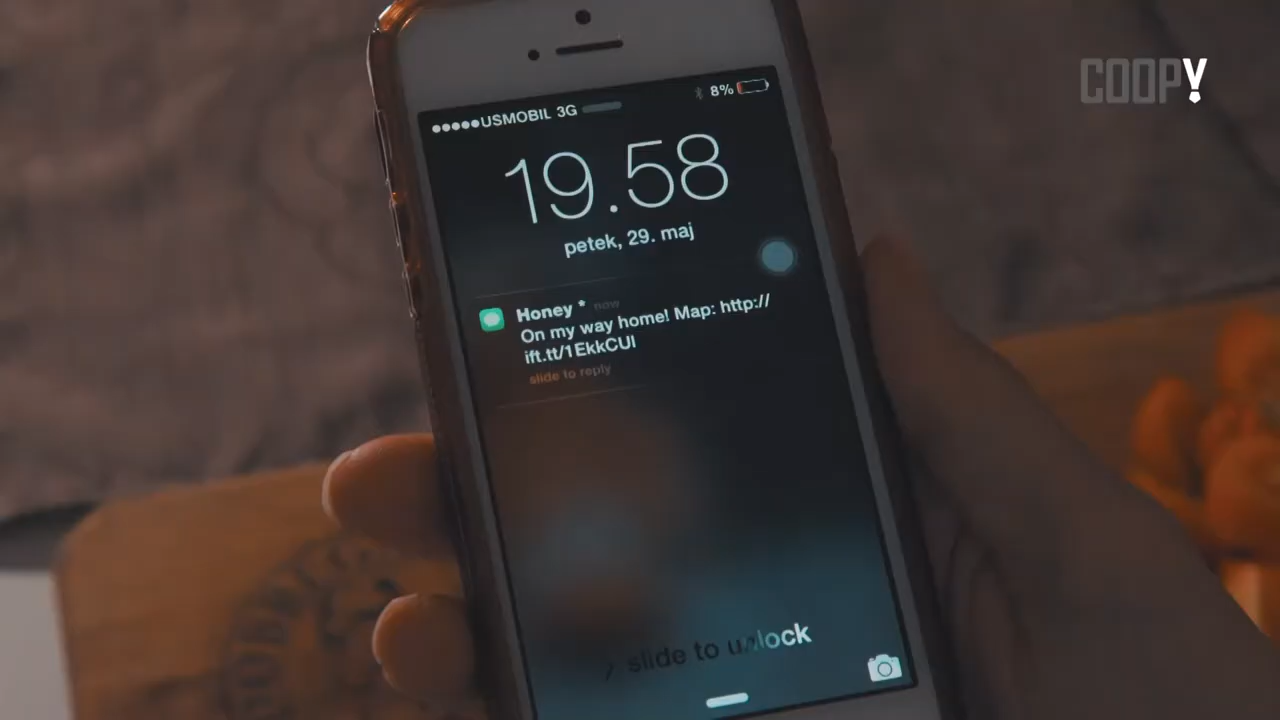 COOPY
●●●●●USMOBIL 3G
8%
19.58
petek, 29. maj
Honey * now
On my way home! Map: http://
ift.tt/1EkkCUI
slide to reply
slide to unlock